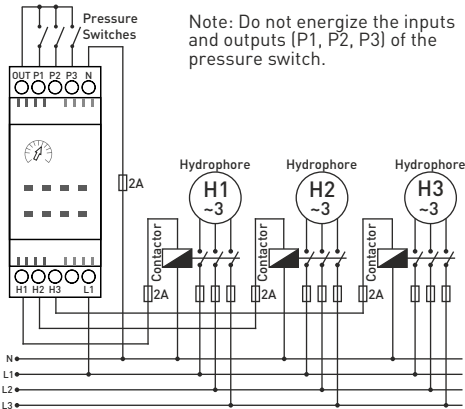 Pressure
Switches
Note: Do not energize the inputs
and outputs (P1, P2, P3) of the
pressure switch.
OUT P1 P2 P3 N
2A
Hydrophore Hydrophore Hydrophore
H1 H2 H3
~3 ~3 ~3
Contactor Contactor Contactor
2A 2A 2A
H1 H2 H3 L1
N
L1
L2
L3